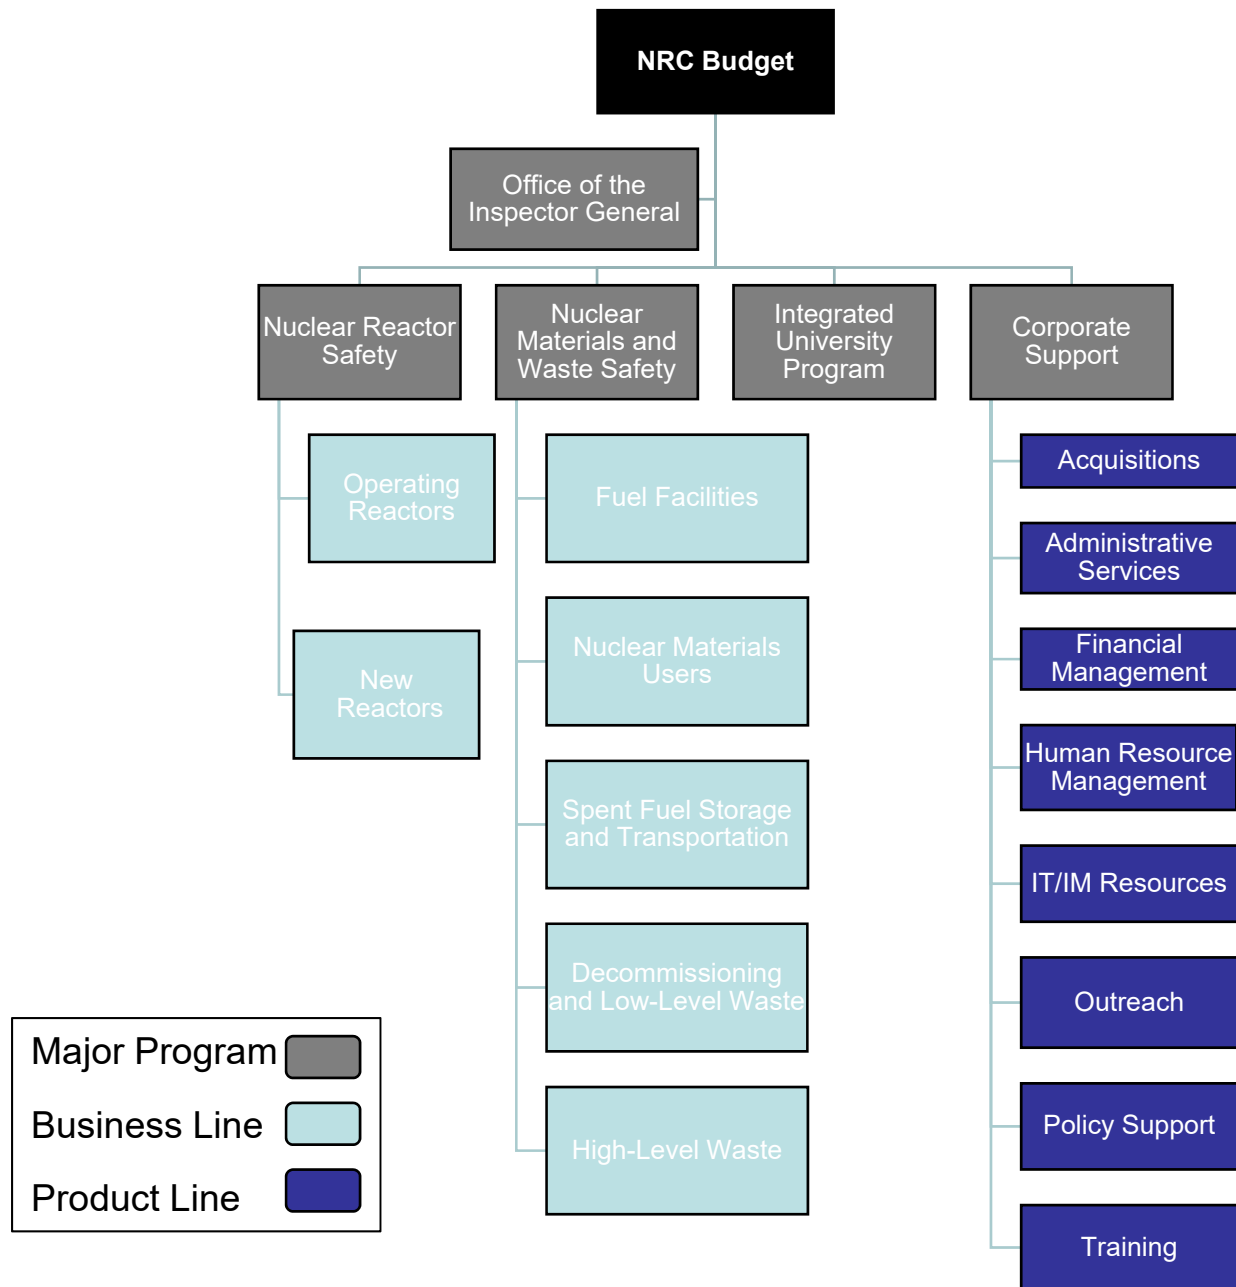 NRC Budget
Office of the
Inspector General
Nuclear Reactor
Safety
Nuclear
Materials and
Waste Safety
Integrated
University
Program
Corporate
Support
Operating
Reactors
New
Reactors
Fuel Facilities
Nuclear Materials
Users
Spent Fuel Storage
and Transportation
Decommissioning
and Low-Level Waste
High-Level Waste
Acquisitions
Administrative
Services
Financial
Management
Human Resource
Management
IT/IM Resources
Outreach
Policy Support
Training
Major Program
Business Line
Product Line